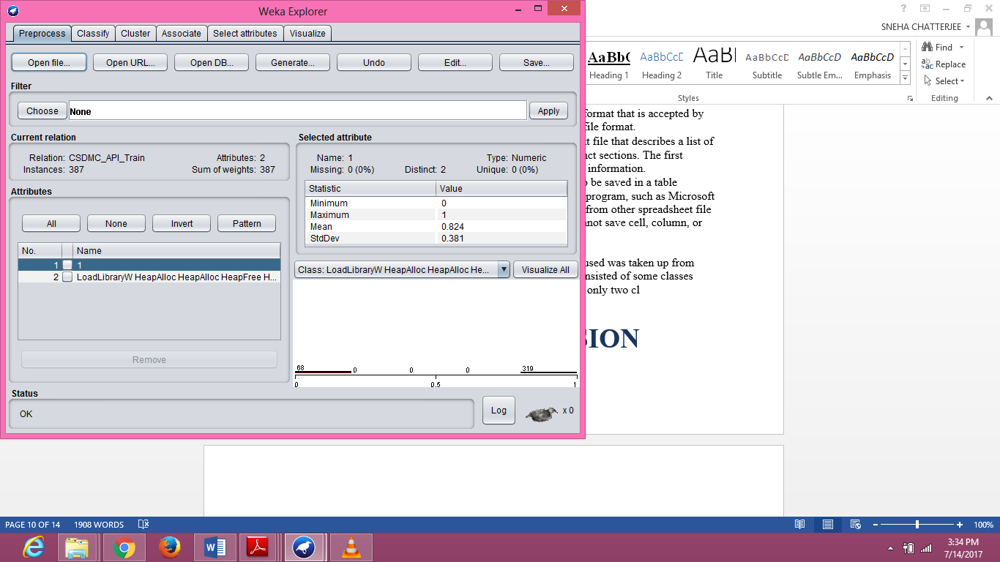 Weka Explorer
Preprocess Classify Cluster Associate Select attributes Visualize
Open file... Open URL... Open DB... Generate... Undo Edit... Save...
Filter
Choose None Apply
Current relation
Relation: CSDMC_API_Train Attributes: 2
Instances: 387 Sum of weights: 387
Attributes
All None Invert Pattern
No. Name
1 1
2 LoadLibraryW HeapAlloc HeapAlloc HeapFree H...
Remove
Selected attribute
Name: 1 Type: Numeric
Missing: 0 (0%) Distinct: 2 Unique: 0 (0%)
Statistic Value
Minimum 0
Maximum 1
Mean 0.824
StdDev 0.381
Class: LoadLibraryW HeapAlloc HeapAlloc He... Visualize All
68 0 0 0 319
0 0.5 1
Status
OK
Log x 0
?
SNEHA CHATTERJEE
AaBbC AaBbCcD AaBl AaBbCcD AaBbCcD AaBbCcD
Heading 1 Heading 2 Title Subtitle Subtle Em... Emphasis
Styles
Find
Replace
Select
Editing
format that is accepted by
file format.
t file that describes a list of
nct sections. The first
information.
o be saved in a table
program, such as Microsoft
from other spreadsheet file
nnot save cell, column, or
used was taken up from
nsisted of some classes
only two cl
SION
PAGE 10 OF 14 1908 WORDS 100%
3:34 PM
7/14/2017